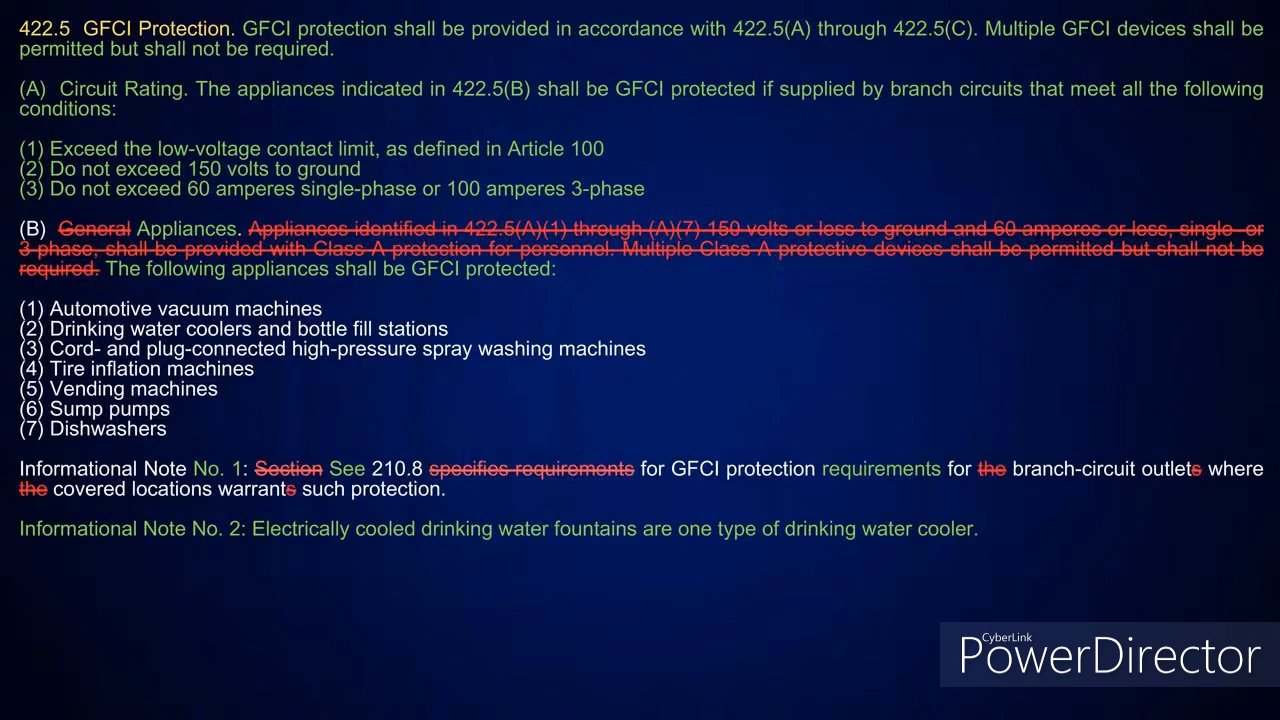 422.5 GFCI Protection. GFCI protection shall be provided in accordance with 422.5(A) through 422.5(C). Multiple GFCI devices shall be
permitted but shall not be required.
(A) Circuit Rating. The appliances indicated in 422.5(B) shall be GFCI protected if supplied by branch circuits that meet all the following
conditions:
(1) Exceed the low-voltage contact limit, as defined in Article 100
(2) Do not exceed 150 volts to ground
(3) Do not exceed 60 amperes single-phase or 100 amperes 3-phase
(B) General Appliances. Appliances identified in 422.5(A)(1) through (A)(7) 150 volts or less to ground and 60 amperes or less, single- or
3-phase, shall be provided with Class A protection for personnel. Multiple Class A protective devices shall be permitted but shall not be
required. The following appliances shall be GFCI protected:
(1) Automotive vacuum machines
(2) Drinking water coolers and bottle fill stations
(3) Cord- and plug-connected high-pressure spray washing machines
(4) Tire inflation machines
(5) Vending machines
(6) Sump pumps
(7) Dishwashers
Informational Note No. 1: Section See 210.8 specifies requirements for GFCI protection requirements for the branch-circuit outlets where
the covered locations warrants such protection.
Informational Note No. 2: Electrically cooled drinking water fountains are one type of drinking water cooler.
CyberLink
PowerDirector